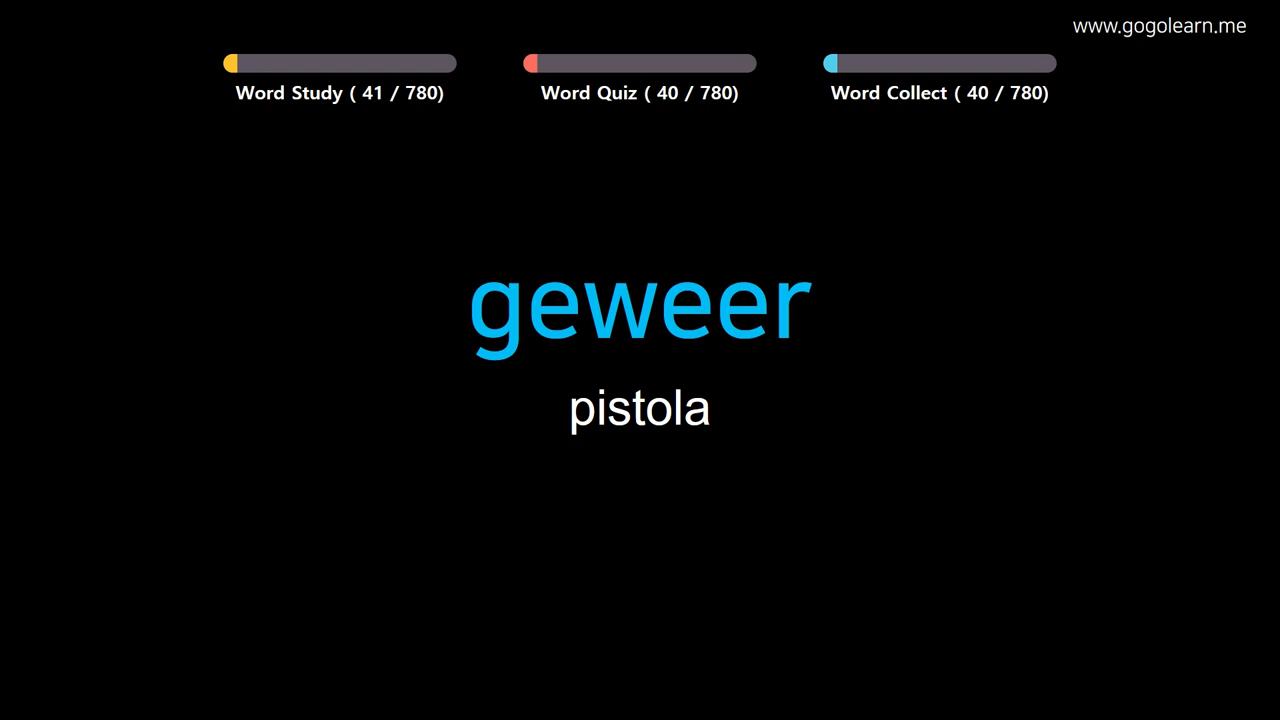 www.gogolearn.me
Word Study ( 41 / 780)
Word Quiz ( 40 / 780)
Word Collect ( 40 / 780)
geweer
pistola